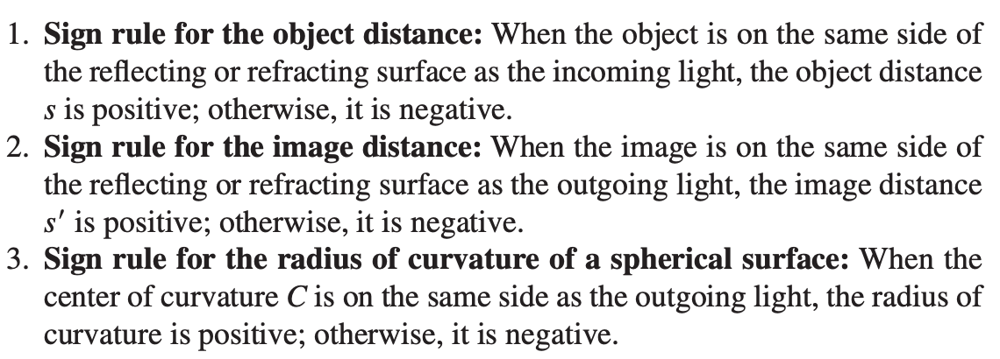 1. Sign rule for the object distance: When the object is on the same side of
the reflecting or refracting surface as the incoming light, the object distance
s is positive; otherwise, it is negative.
2. Sign rule for the image distance: When the image is on the same side of
the reflecting or refracting surface as the outgoing light, the image distance
s′ is positive; otherwise, it is negative.
3. Sign rule for the radius of curvature of a spherical surface: When the
center of curvature C is on the same side as the outgoing light, the radius of
curvature is positive; otherwise, it is negative.